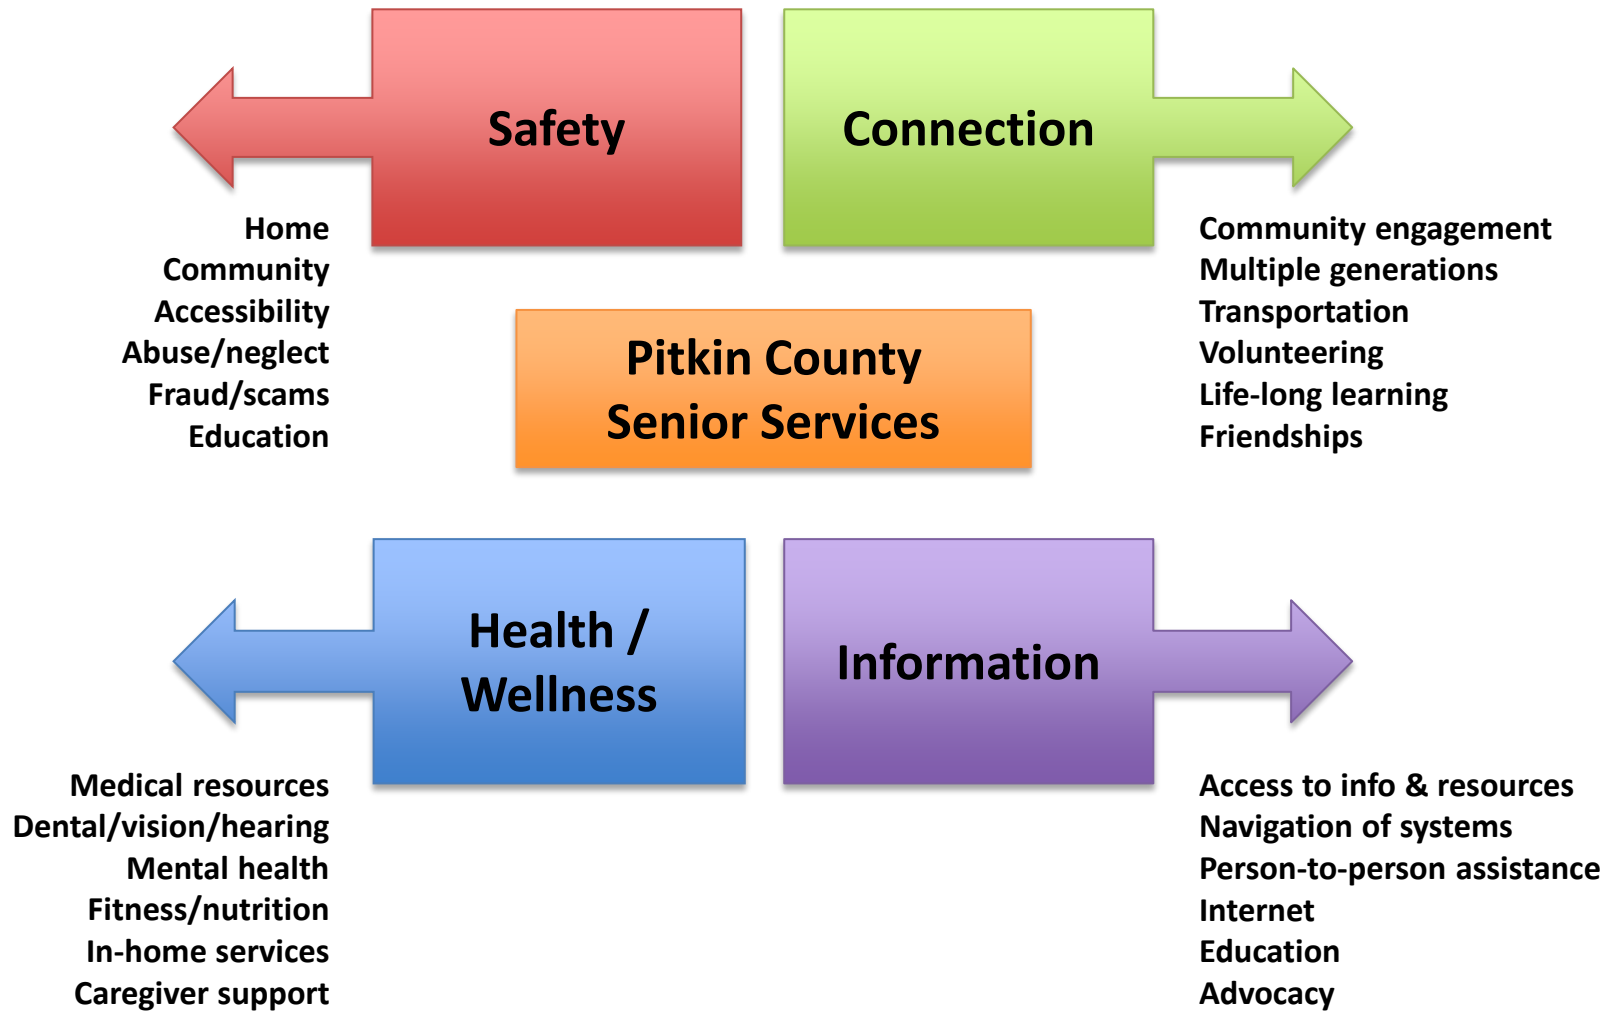 Safety
Home
Community
Accessibility
Abuse/neglect
Fraud/scams
Education
Connection
Community engagement
Multiple generations
Transportation
Volunteering
Life-long learning
Friendships
Pitkin County
Senior Services
Health /
Wellness
Medical resources
Dental/vision/hearing
Mental health
Fitness/nutrition
In-home services
Caregiver support
Information
Access to info & resources
Navigation of systems
Person-to-person assistance
Internet
Education
Advocacy